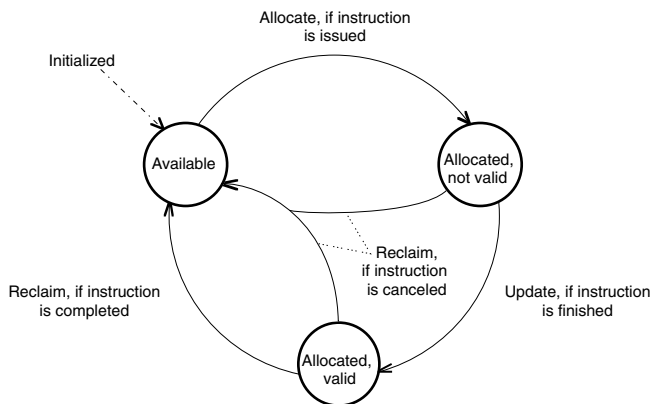 Allocate, if instruction
is issued
Initialized
Available
Allocated,
not valid
Reclaim,
if instruction
is canceled
Reclaim, if instruction
is completed
Update, if instruction
is finished
Allocated,
valid